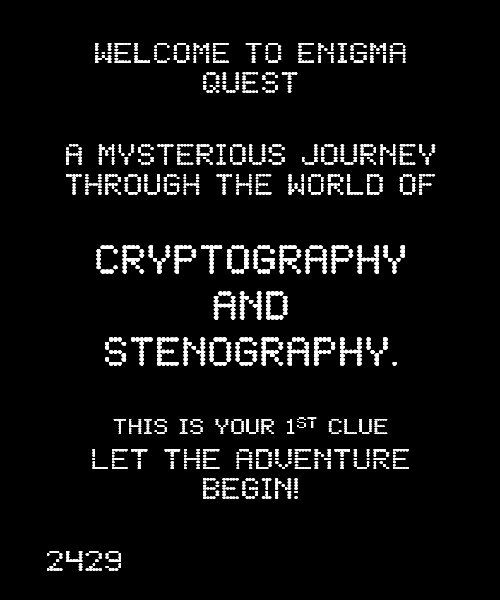 WELCOME TO ENIGMA
QUEST
A MYSTERIOUS JOURNEY
THROUGH THE WORLD OF
CRYPTOGRAPHY
AND
STENOGRAPHY.
THIS IS YOUR 1ST CLUE
LET THE ADVENTURE
BEGIN!
2429